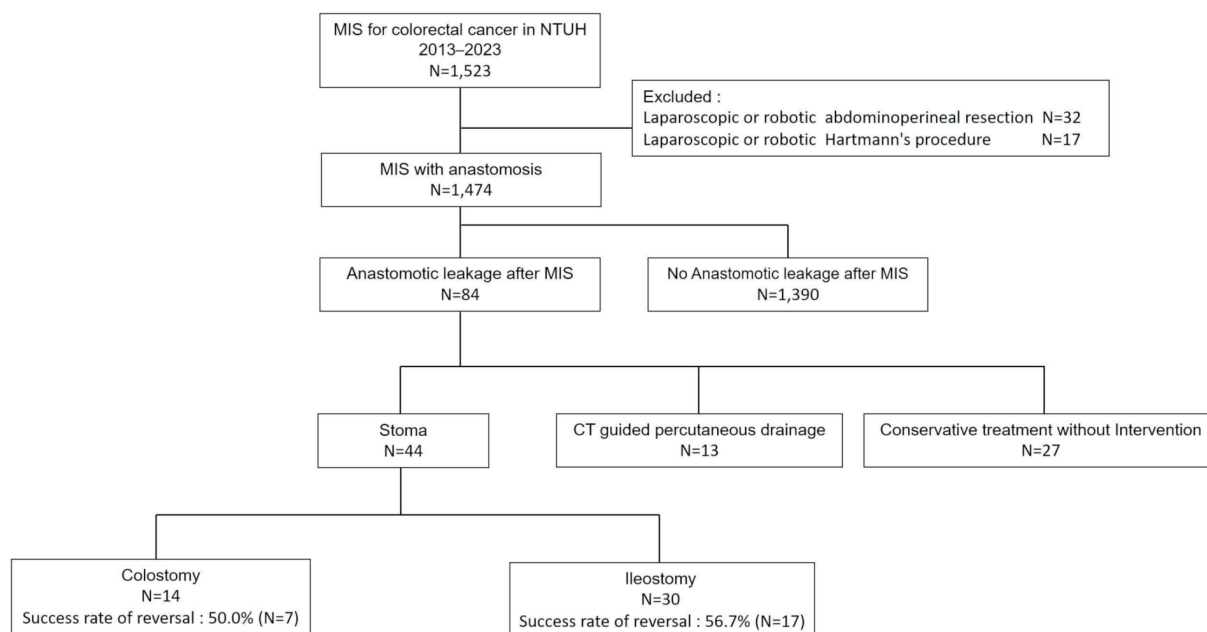 MIS for colorectal cancer in NTUH
2013–2023
N=1,523
Excluded :
Laparoscopic or robotic abdominoperineal resection N=32
Laparoscopic or robotic Hartmann's procedure N=17
MIS with anastomosis
N=1,474
Anastomotic leakage after MIS
N=84
No Anastomotic leakage after MIS
N=1,390
Stoma
N=44
CT guided percutaneous drainage
N=13
Conservative treatment without Intervention
N=27
Colostomy
N=14
Success rate of reversal : 50.0% (N=7)
Ileostomy
N=30
Success rate of reversal : 56.7% (N=17)